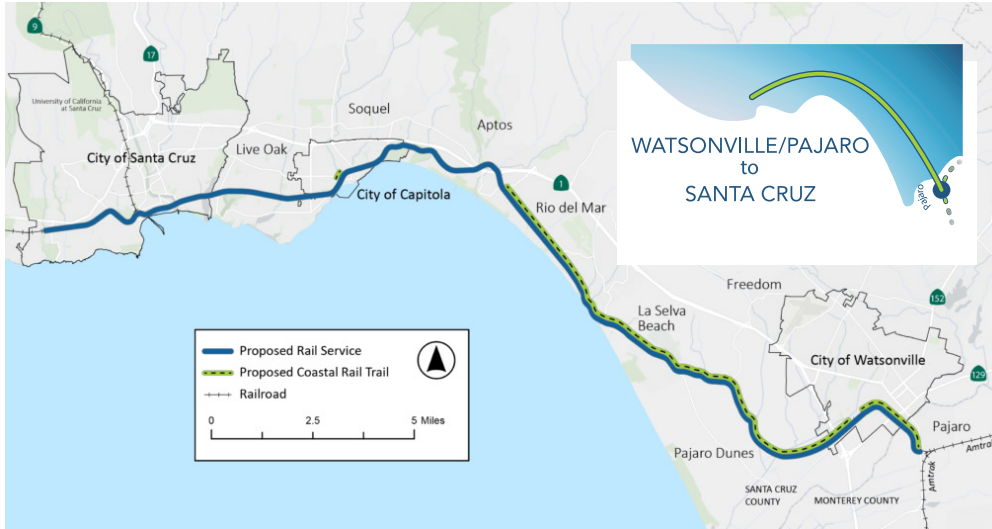 9
17
University of California
at Santa Cruz
Soquel
Aptos
City of Santa Cruz
Live Oak
City of Capitola
1
Rio del Mar
WATSONVILLE/PAJARO
to
SANTA CRUZ
Pajaro
Freedom
152
La Selva
Beach
City of Watsonville
129
Proposed Rail Service
Proposed Coastal Rail Trail
Railroad
0 2.5 5 Miles
Pajaro
Amtrak
Amtrak
Pajaro Dunes
SANTA CRUZ
COUNTY
MONTEREY COUNTY